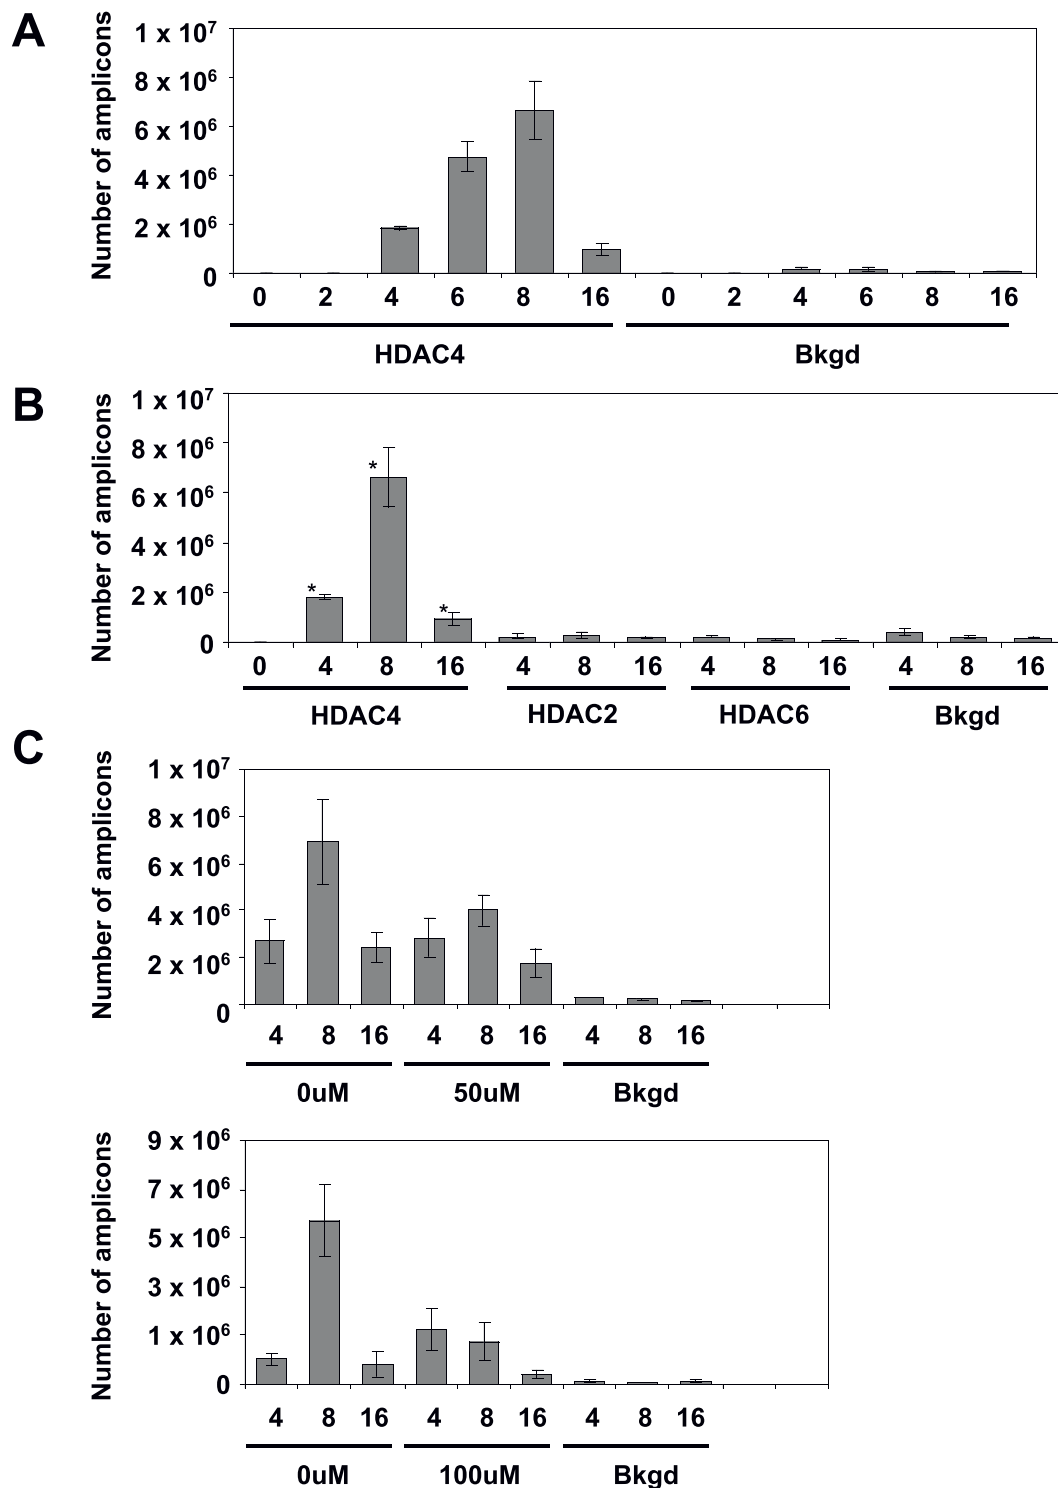 A
Number of amplicons
1 x 10⁷
8 x 10⁶
6 x 10⁶
4 x 10⁶
2 x 10⁶
0
0 2 4 6 8 16 0 2 4 6 8 16
HDAC4 Bkgd
B
Number of amplicons
1 x 10⁷
8 x 10⁶
6 x 10⁶
4 x 10⁶
2 x 10⁶
0
* * *
0 4 8 16 4 8 16 4 8 16 4 8 16
HDAC4 HDAC2 HDAC6 Bkgd
C
Number of amplicons
1 x 10⁷
8 x 10⁶
6 x 10⁶
4 x 10⁶
2 x 10⁶
0
4 8 16 4 8 16 4 8 16
0uM 50uM Bkgd
Number of amplicons
9 x 10⁶
7 x 10⁶
5 x 10⁶
3 x 10⁶
1 x 10⁶
0
4 8 16 4 8 16 4 8 16
0uM 100uM Bkgd